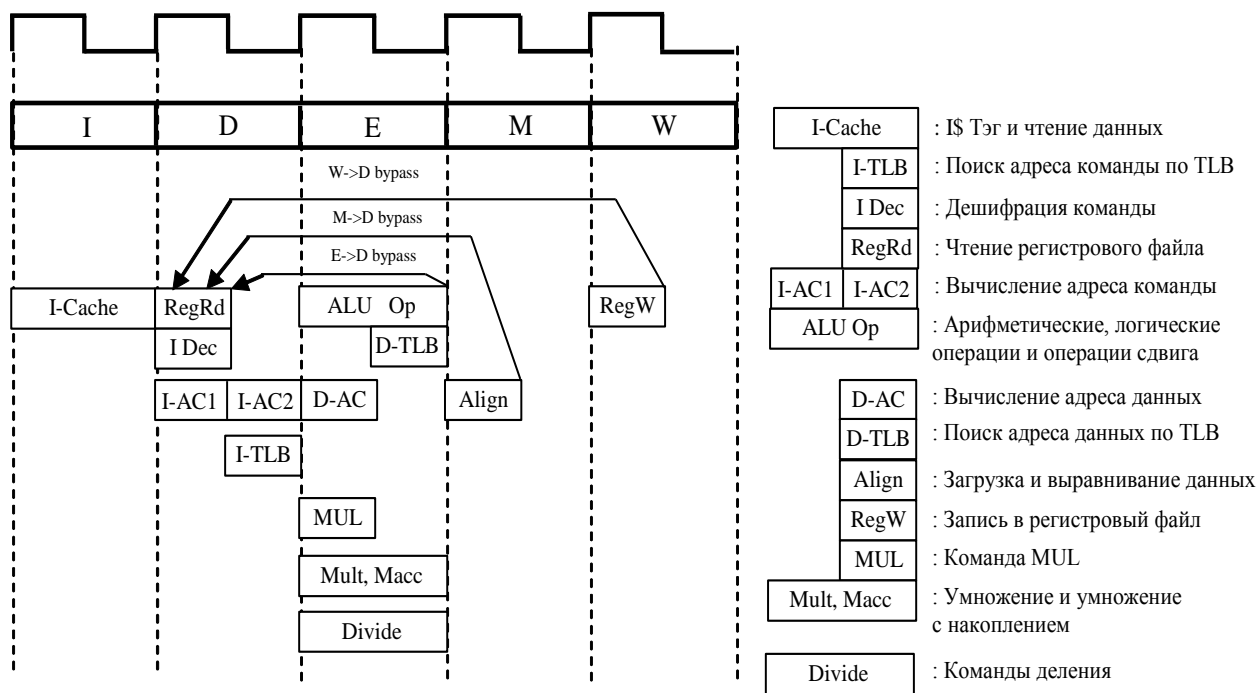 I D E M W
W->D bypass
M->D bypass
E->D bypass
I-Cache RegRd ALU Op RegW
I Dec D-TLB
I-AC1 I-AC2 D-AC Align
I-TLB
MUL
Mult, Macc
Divide
I-Cache : I$ Тэг и чтение данных
I-TLB : Поиск адреса команды по TLB
I Dec : Дешифрация команды
RegRd : Чтение регистрового файла
I-AC1 I-AC2 : Вычисление адреса команды
ALU Op : Арифметические, логические
операции и операции сдвига
D-AC : Вычисление адреса данных
D-TLB : Поиск адреса данных по TLB
Align : Загрузка и выравнивание данных
RegW : Запись в регистровый файл
MUL : Команда MUL
Mult, Macc : Умножение и умножение
с накоплением
Divide : Команды деления